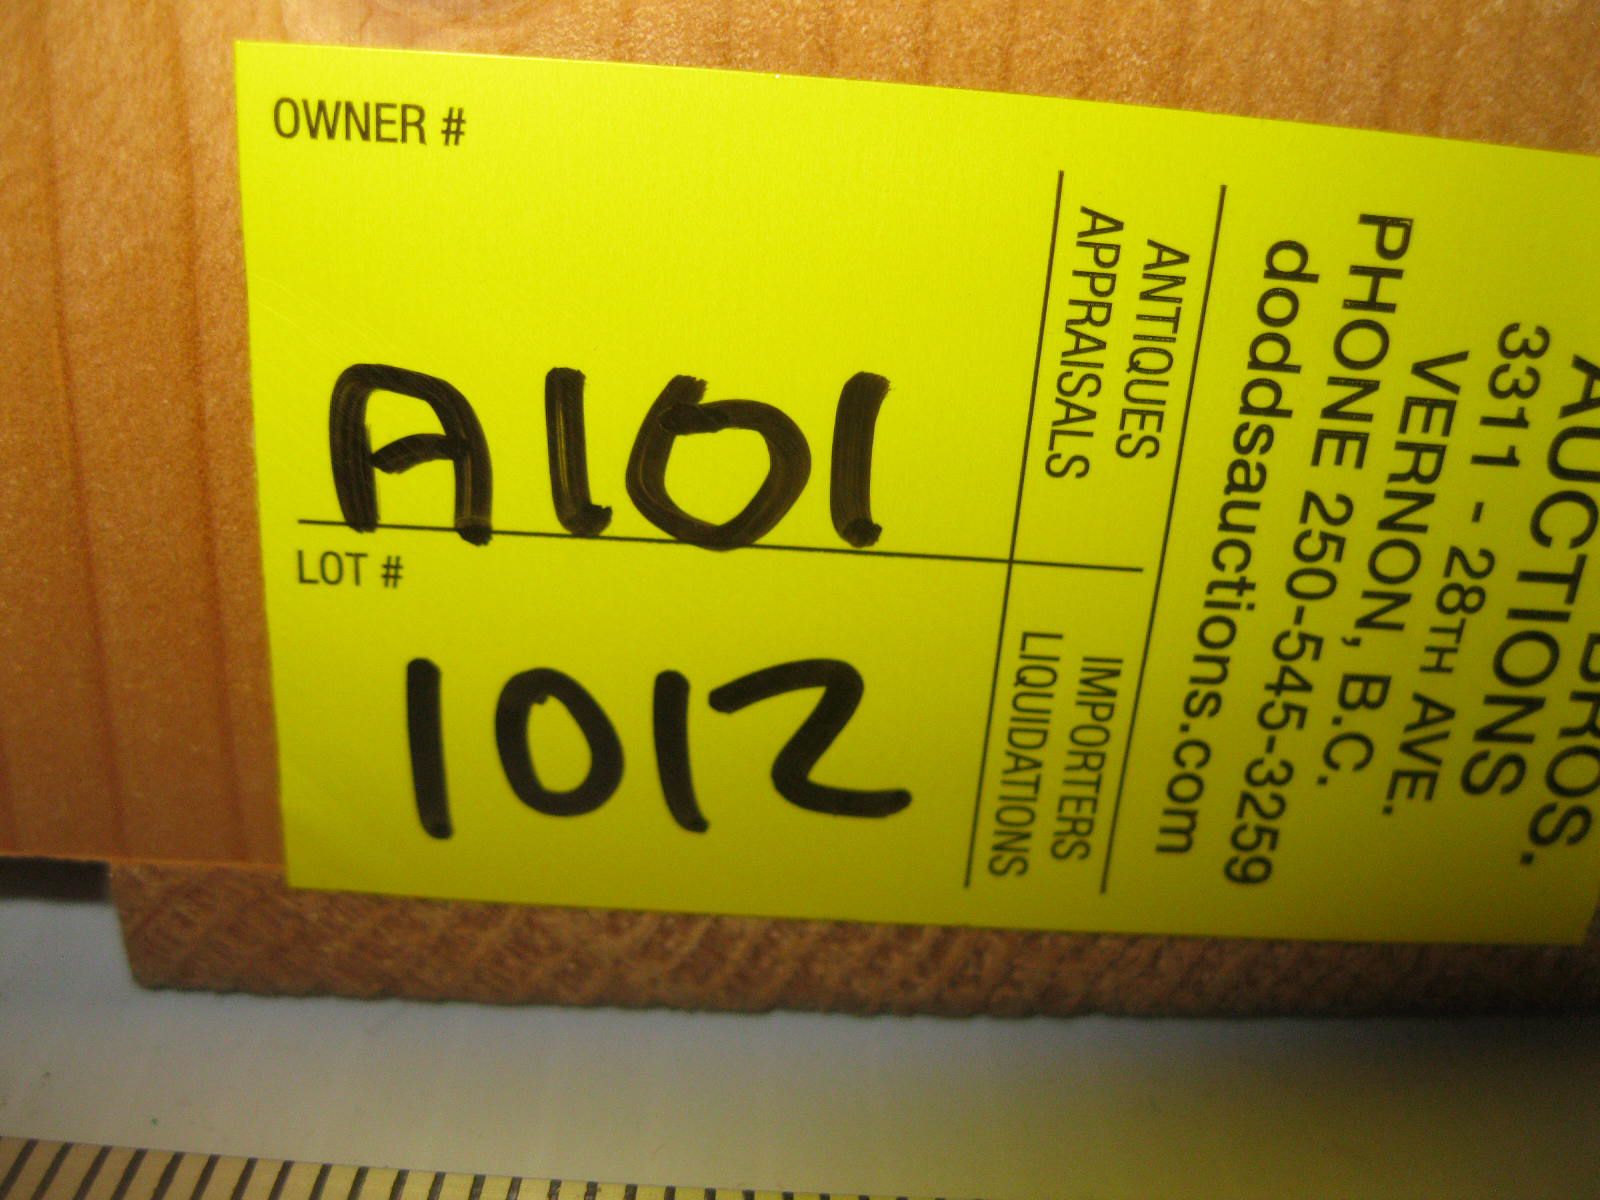 OWNER #
A101
LOT #
1012
BROS.
AUCTIONS
3311 - 28TH AVE.
VERNON, B.C.
PHONE 250-545-3259
doddsauctions.com
ANTIQUES
APPRAISALS
IMPORTERS
LIQUIDATIONS